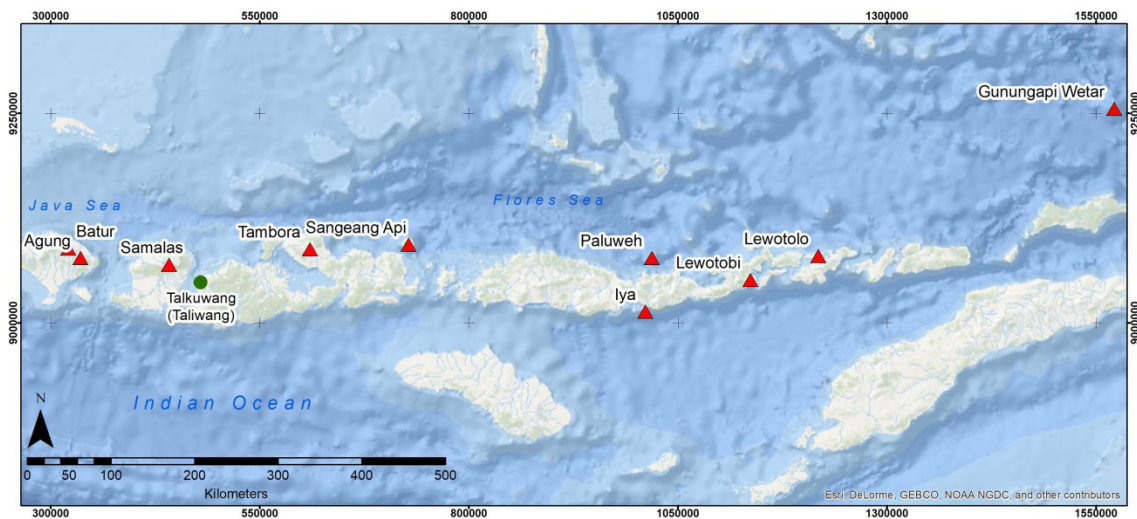 300000 550000 800000 1050000 1300000 1550000
Gunungapi Wetar
9250000 9250000
Java Sea Flores Sea
Agung Batur Samalas Tambora Sangeang Api Paluweh Lewotolo
Lewotobi
Talkuwang
(Taliwang)
Iya
9000000 9000000
Indian Ocean
N
0 50 100 200 300 400 500
Kilometers
Esri, DeLorme, GEBCO, NOAA NGDC, and other contributors
300000 550000 800000 1050000 1300000 1550000